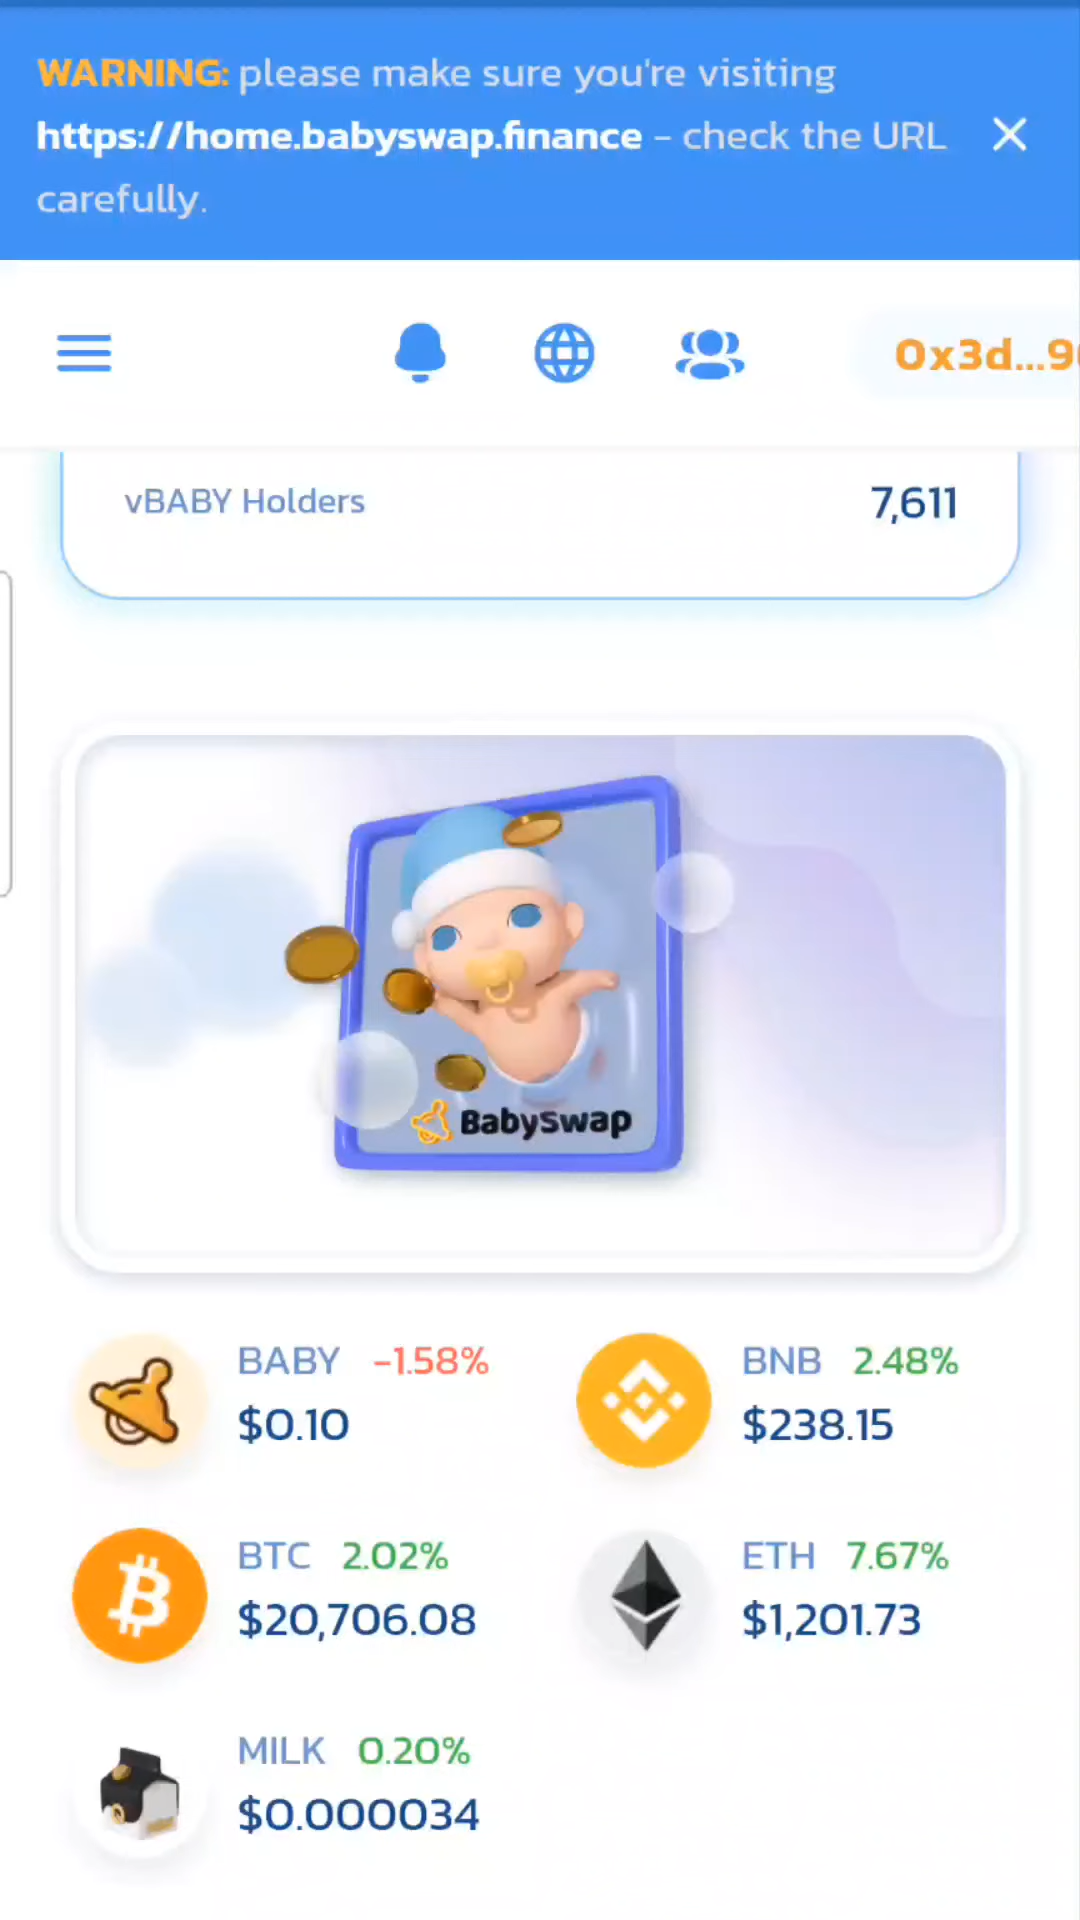 WARNING: please make sure you're visiting
https://home.babyswap.finance - check the URL
carefully.
0x3d...9
vBABY Holders 7,611
BabySwap
BABY -1.58% BNB 2.48%
$0.10 $238.15
BTC 2.02% ETH 7.67%
$20,706.08 $1,201.73
MILK 0.20%
$0.000034